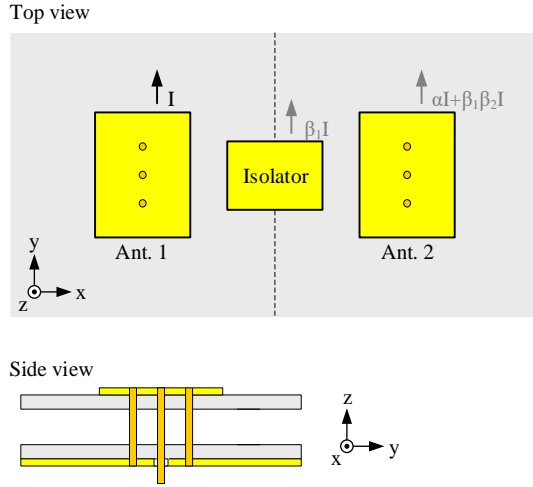 Top view
I
β₁I
αI+β₁β₂I
Isolator
Ant. 1
Ant. 2
y
x
z
Side view
z
x
y